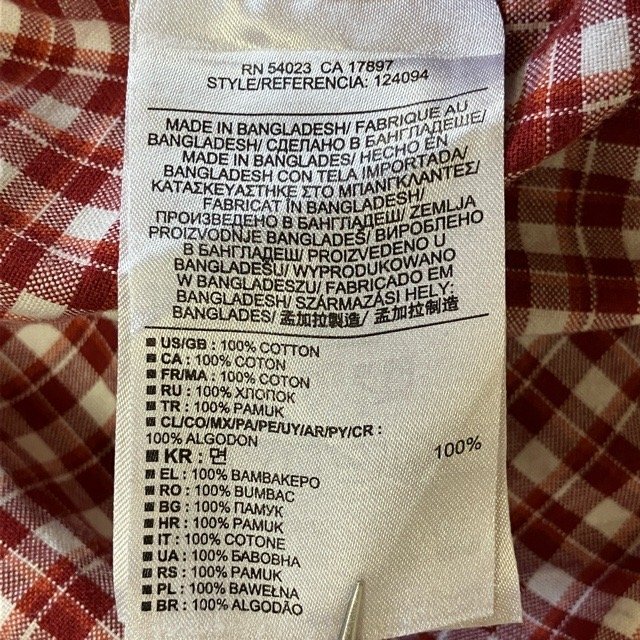 RN 54023 CA 17897
STYLE/REFERENCIA: 124094
MADE IN BANGLADESH/ FABRIQUE AU
BANGLADESH/ СДЕЛАНО В БАНГЛАДЕШЕ/
MADE IN BANGLADES/ HECHO EN
BANGLADESH CON TELA IMPORTADA/
ΚΑΤΑΣΚΕΥΑΣΤΗΚΕ ΣΤΟ ΜΠΑΝΓΚΛΑΝΤΕΣ/
FABRICAT ÎN BANGLADESH/
ПРОИЗВЕДЕНО В БАНГЛАДЕШ/ ZEMLJA
PROIZVODNJE BANGLADEŠ/ ВИРОБЛЕНО
В БАНГЛАДЕШ/ PROIZVEDENO U
BANGLADEŠU/ WYPRODUKOWANO
W BANGLADESZU/ FABRICADO EM
BANGLADESH/ SZÁRMAZÁSI HELY:
BANGLADES/ 孟加拉製造/ 孟加拉制造
■ US/GB : 100% COTTON
■ CA : 100% COTON
■ FR/MA : 100% COTON
■ RU : 100% ХЛОПОК
■ TR : 100% PAMUK
■ CL/CO/MX/PA/PE/UY/AR/PY/CR :
100% ALGODON
■ KR : 면 100%
■ EL : 100% ΒΑΜΒΑΚΕΡΟ
■ RO : 100% BUMBAC
■ BG : 100% ПАМУК
■ HR : 100% PAMUK
■ IT : 100% COTONE
■ UA : 100% БАВОВНА
■ RS : 100% PAMUK
■ PL : 100% BAWEŁNA
■ BR : 100% ALGODÃO